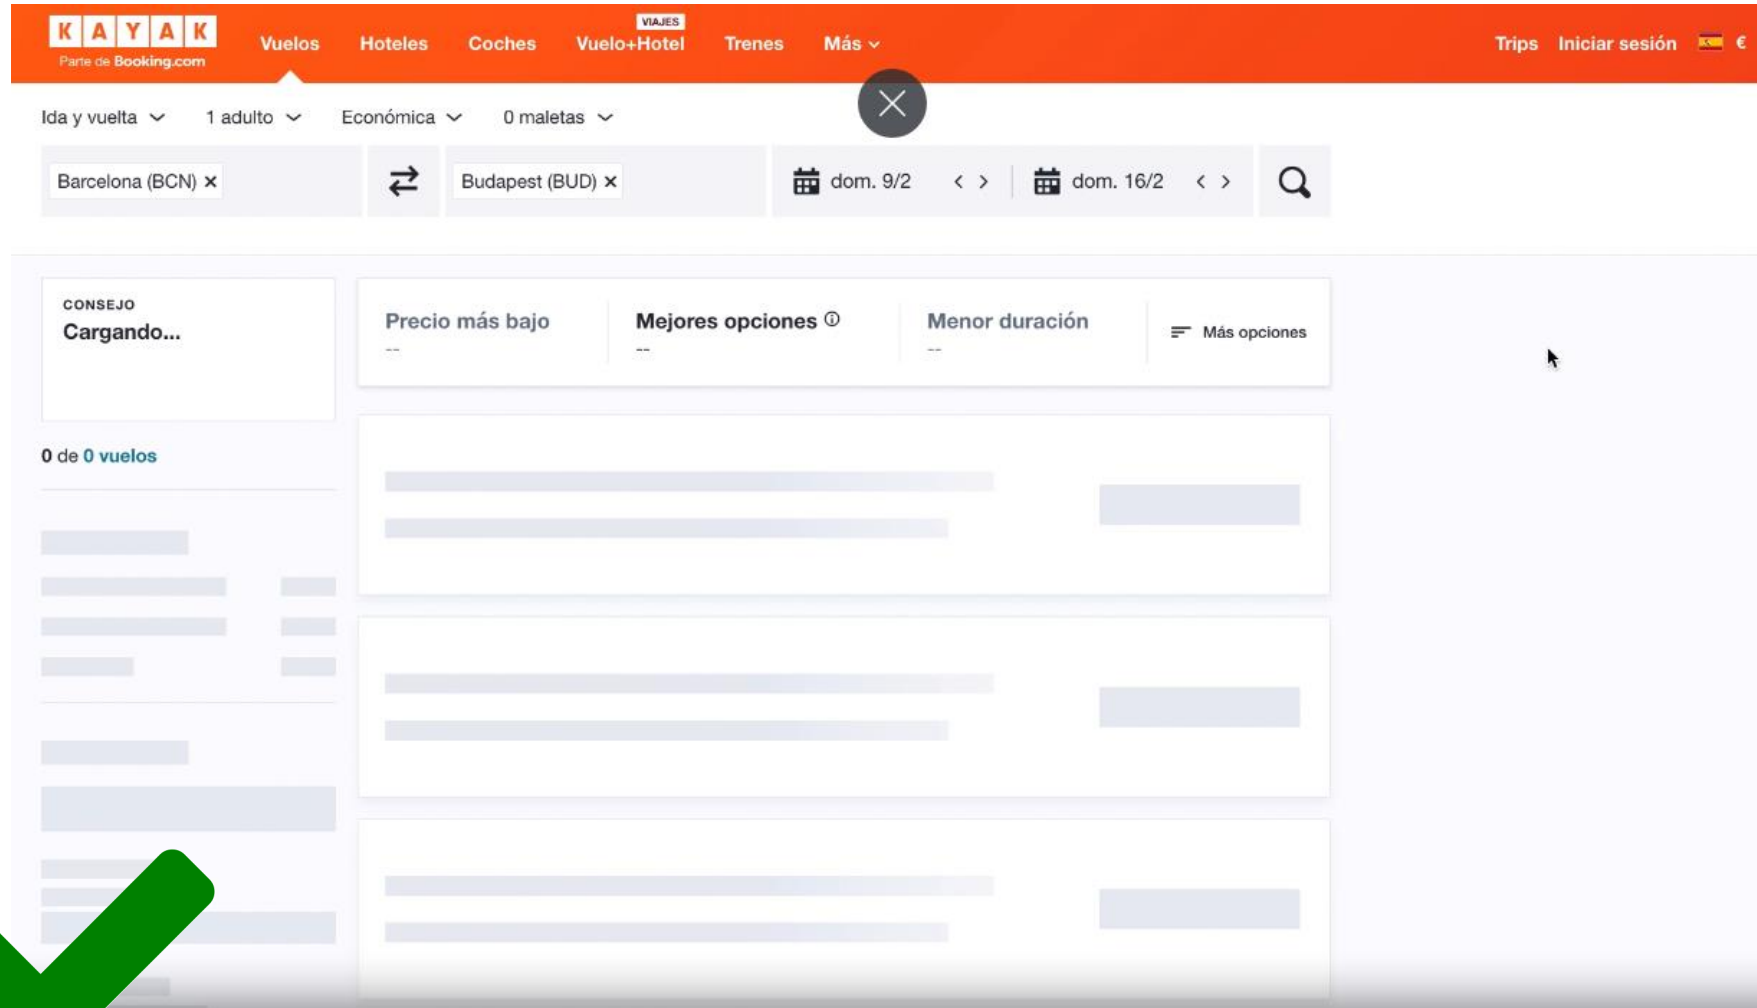 KAYAK
Parte de Booking.com
Vuelos
Hoteles
Coches
VIAJES
Vuelo+Hotel
Trenes
Más
Trips
Iniciar sesión
€
Ida y vuelta
1 adulto
Económica
0 maletas
Barcelona (BCN) ×
Budapest (BUD) ×
dom. 9/2
dom. 16/2
CONSEJO
Cargando...
0 de 0 vuelos
Precio más bajo
--
Mejores opciones
--
Menor duración
--
Más opciones